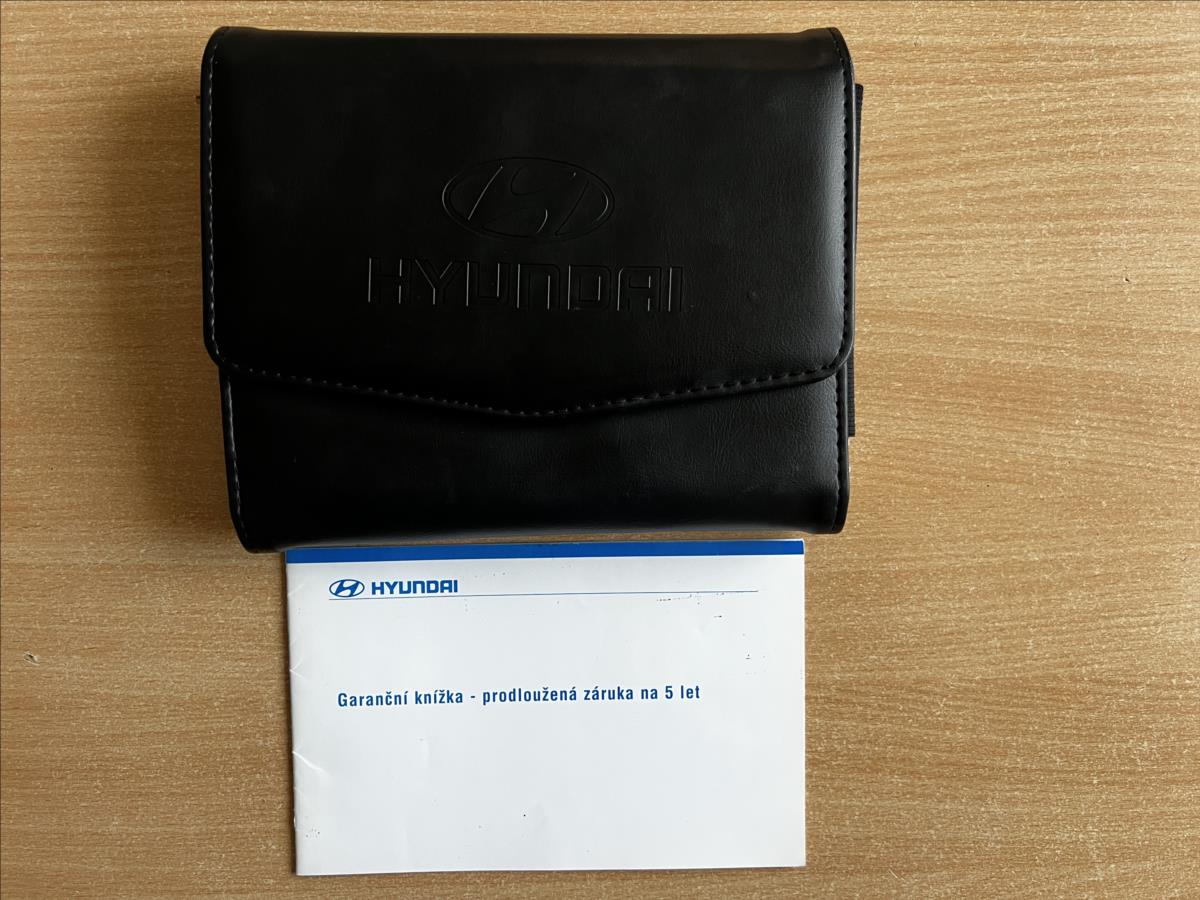 HYUNDAI
HYUNDAI
Garanční knížka - prodloužená záruka na 5 let